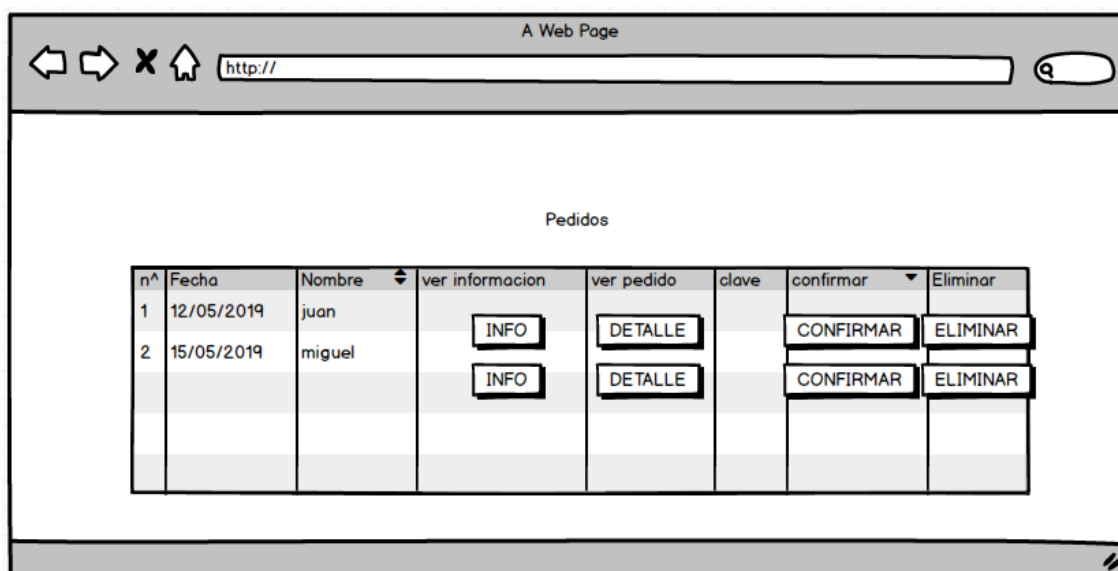 A Web Page
http://
Pedidos
n^ Fecha Nombre ver informacion ver pedido clave confirmar Eliminar
1 12/05/2019 juan INFO DETALLE CONFIRMAR ELIMINAR
2 15/05/2019 miguel INFO DETALLE CONFIRMAR ELIMINAR